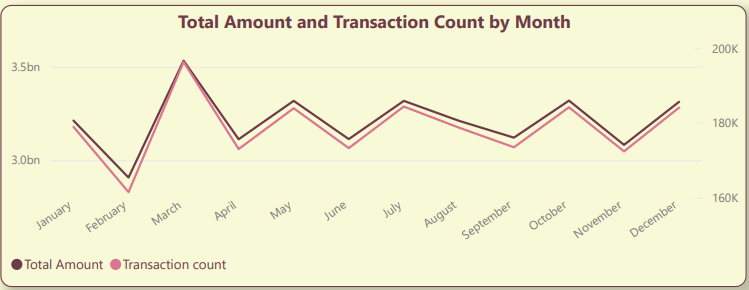 Total Amount and Transaction Count by Month
200K
3.5bn
180K
3.0bn
160K
January
February
March
April
May
June
July
August
September
October
November
December
Total Amount
Transaction count